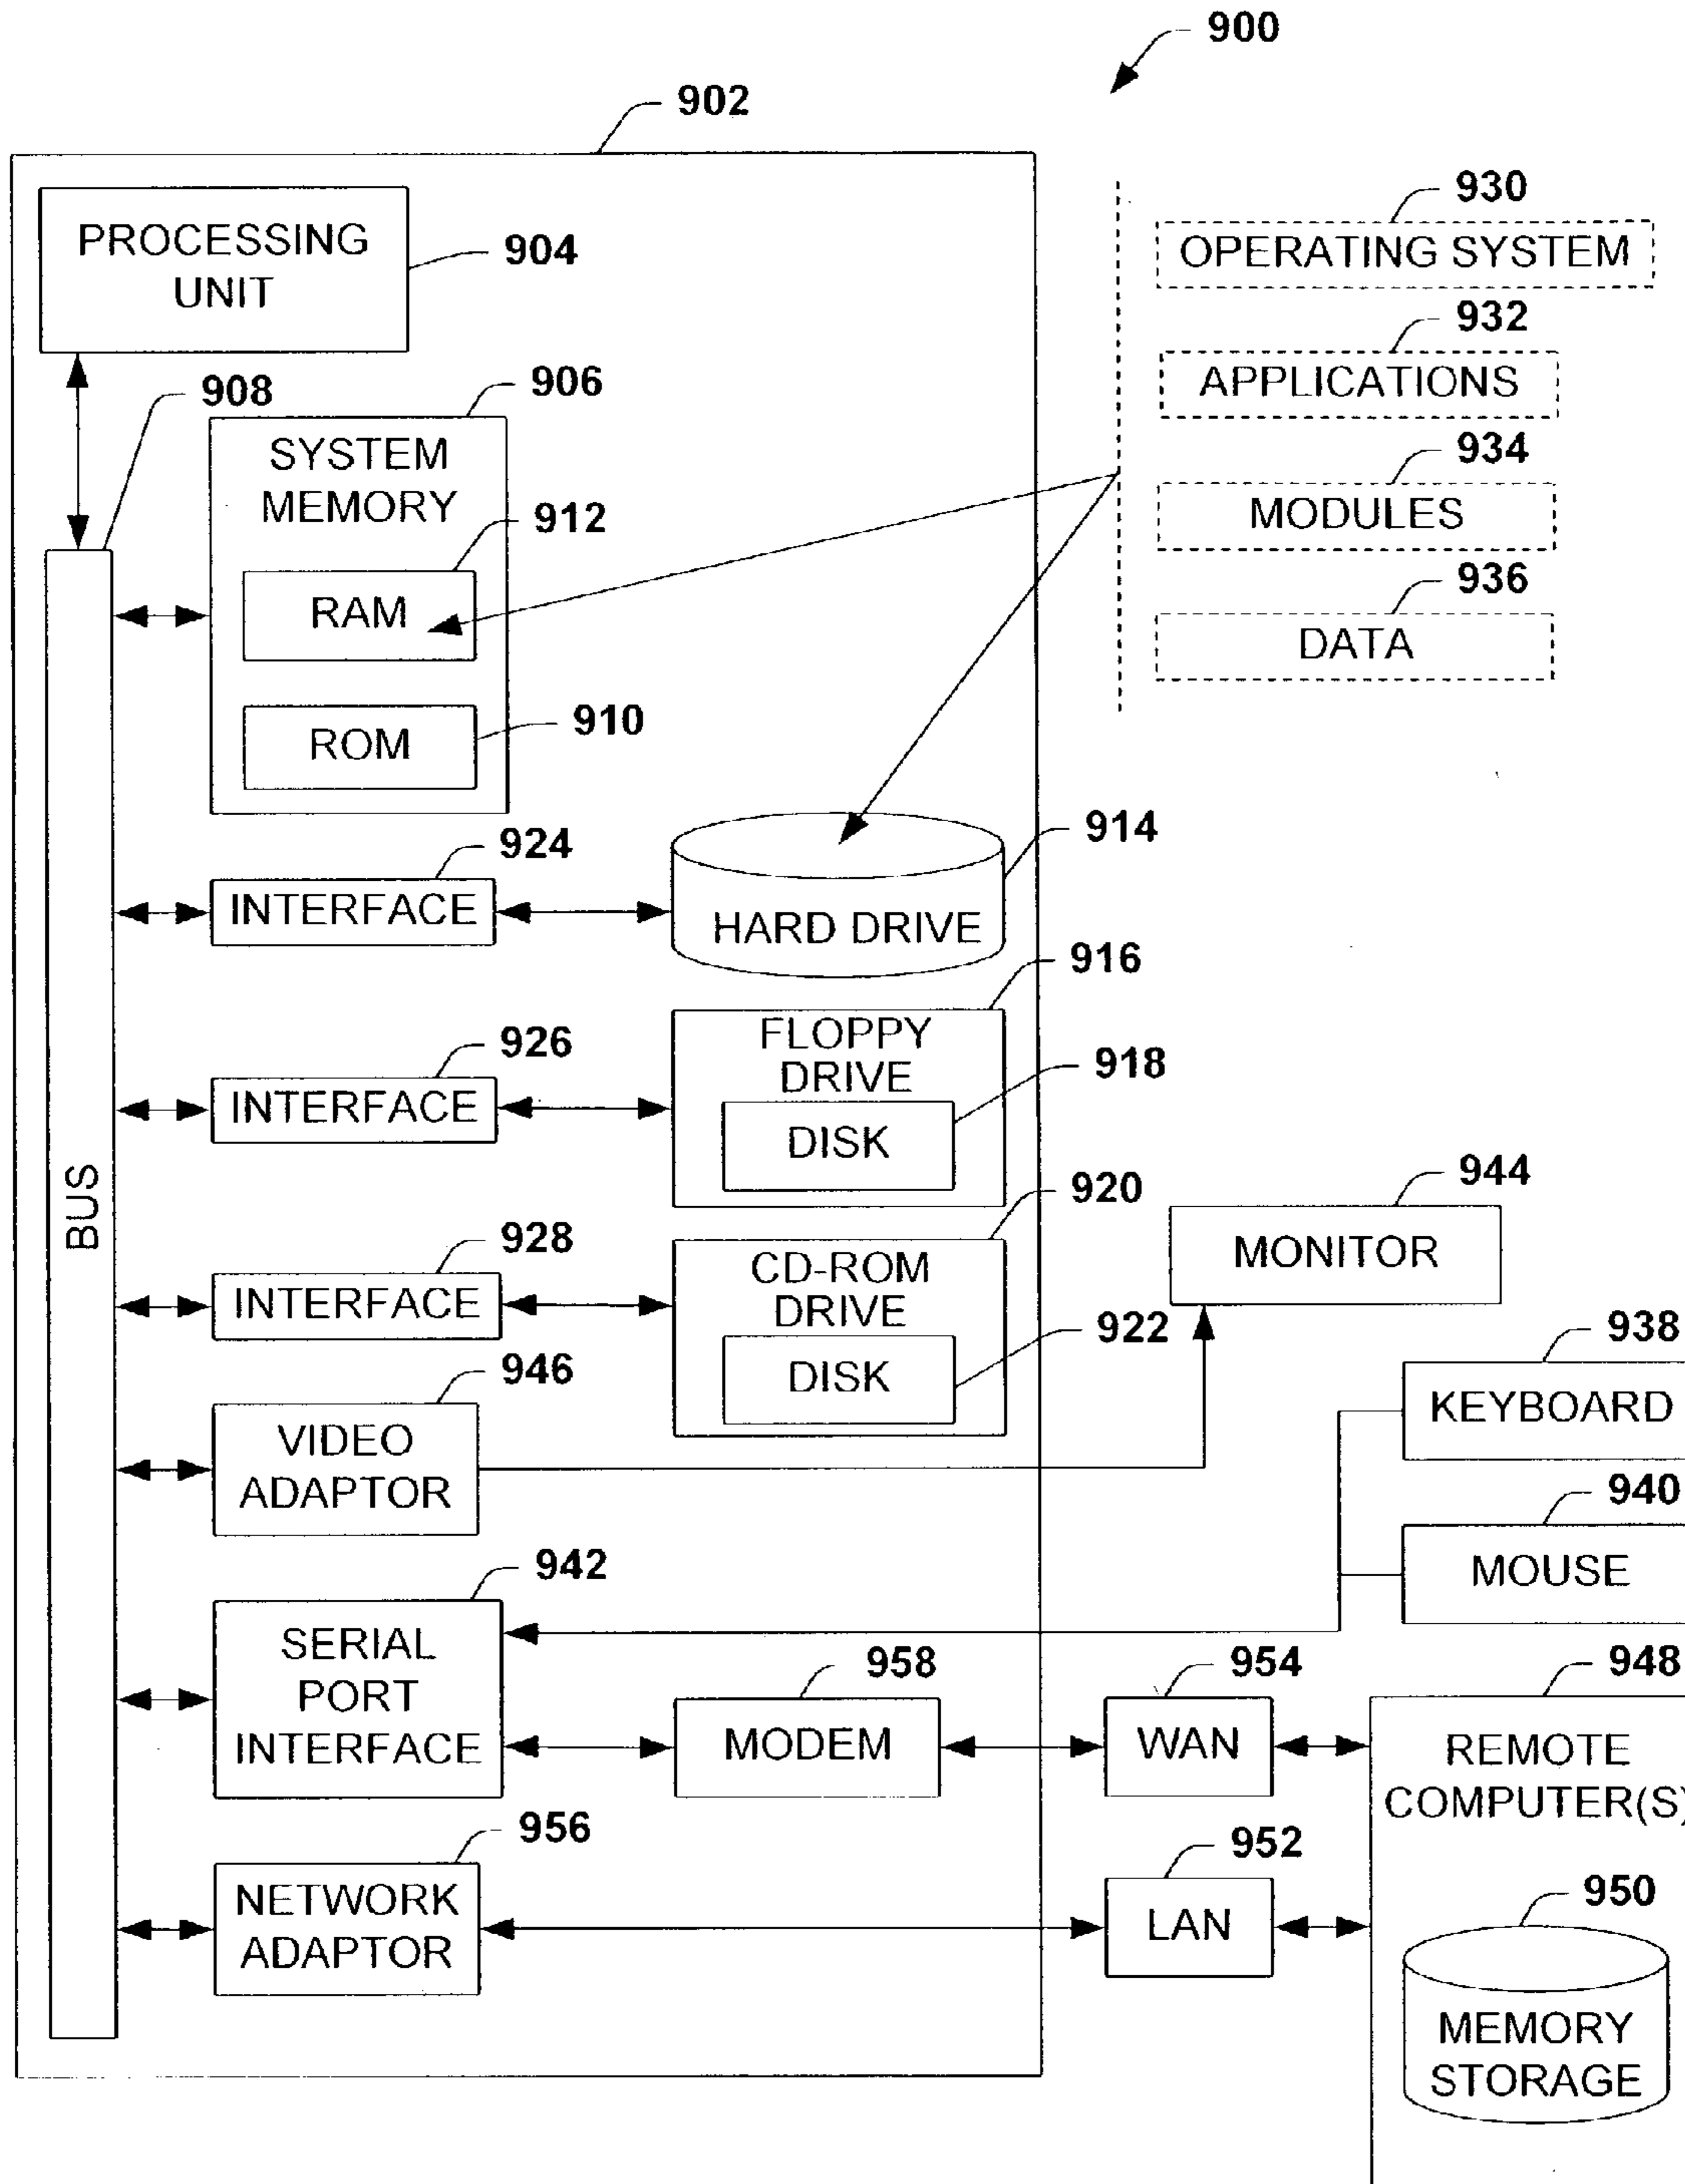 900
902
PROCESSING
UNIT
904
930
OPERATING SYSTEM
932
APPLICATIONS
934
MODULES
936
DATA
908
906
SYSTEM
MEMORY
912
RAM
910
ROM
BUS
924
INTERFACE
914
HARD DRIVE
926
INTERFACE
916
FLOPPY
DRIVE
918
DISK
928
INTERFACE
920
CD-ROM
DRIVE
922
DISK
944
MONITOR
938
KEYBOARD
940
MOUSE
946
VIDEO
ADAPTOR
942
SERIAL
PORT
INTERFACE
958
MODEM
954
WAN
948
REMOTE
COMPUTER(S)
956
NETWORK
ADAPTOR
952
LAN
950
MEMORY
STORAGE